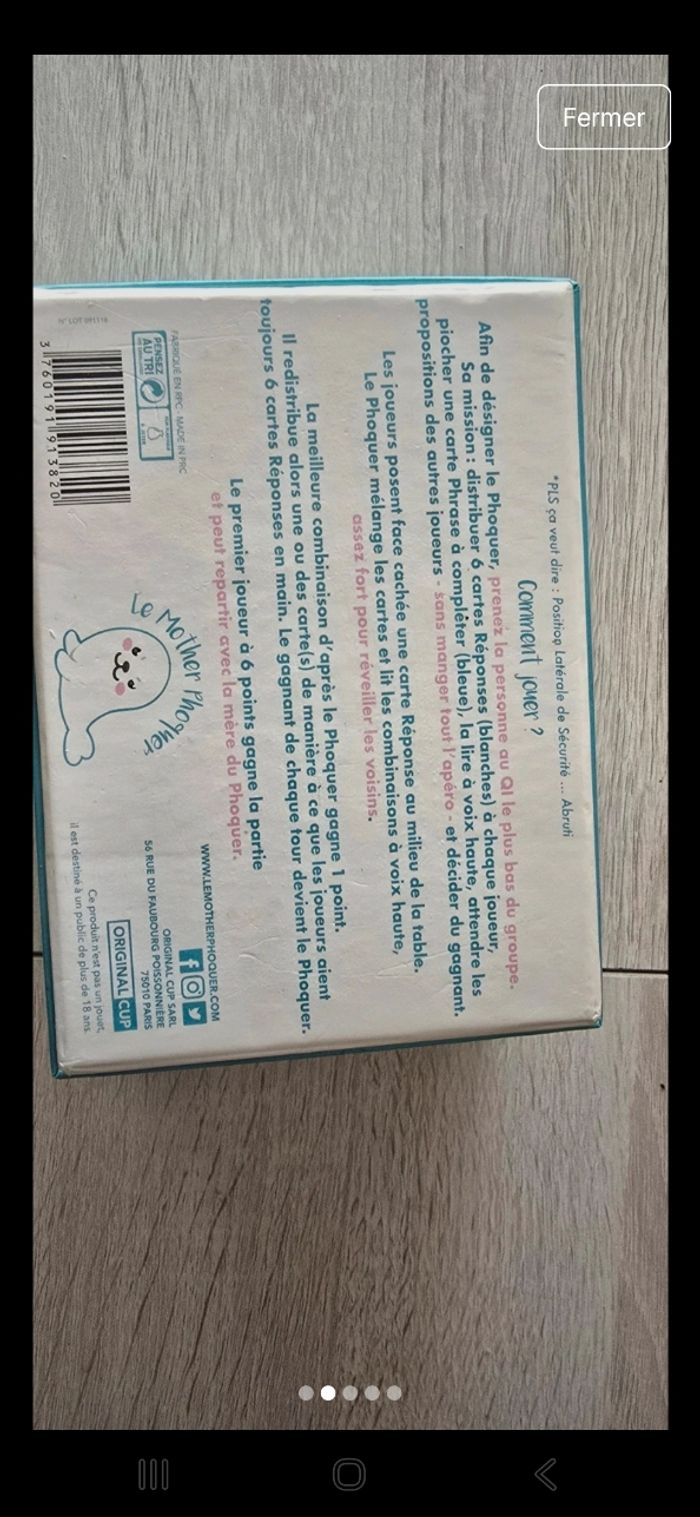 Fermer
*PLS ça veut dire : Position Latérale de Sécurité ... Abruti
Comment jouer ?
Afin de désigner le Phoquer, prenez la personne au QI le plus bas du groupe.
Sa mission : distribuer 6 cartes Réponses (blanches) à chaque joueur,
piocher une carte Phrase à compléter (bleue), la lire à voix haute, attendre les
propositions des autres joueurs - sans manger tout l'apéro - et décider du gagnant.
Les joueurs posent face cachée une carte Réponse au milieu de la table.
Le Phoquer mélange les cartes et lit les combinaisons à voix haute,
assez fort pour réveiller les voisins.
La meilleure combinaison d'après le Phoquer gagne 1 point.
Il redistribue alors une ou des carte(s) de manière à ce que les joueurs aient
toujours 6 cartes Réponses en main. Le gagnant de chaque tour devient le Phoquer.
Le premier joueur à 6 points gagne la partie
et peut repartir avec la mère du Phoquer.
FABRIQUÉ EN RPC - MADE IN PRC
PENSEZ
AU TRI
N° LOT 091118
3 760191 913820
Le Mother Phoquer
WWW.LEMOTHERPHOQUER.COM
ORIGINAL CUP SARL
56 RUE DU FAUBOURG POISSONNIÈRE
75010 PARIS
ORIGINAL CUP
Ce produit n'est pas un jouet,
il est destiné à un public de plus de 18 ans.